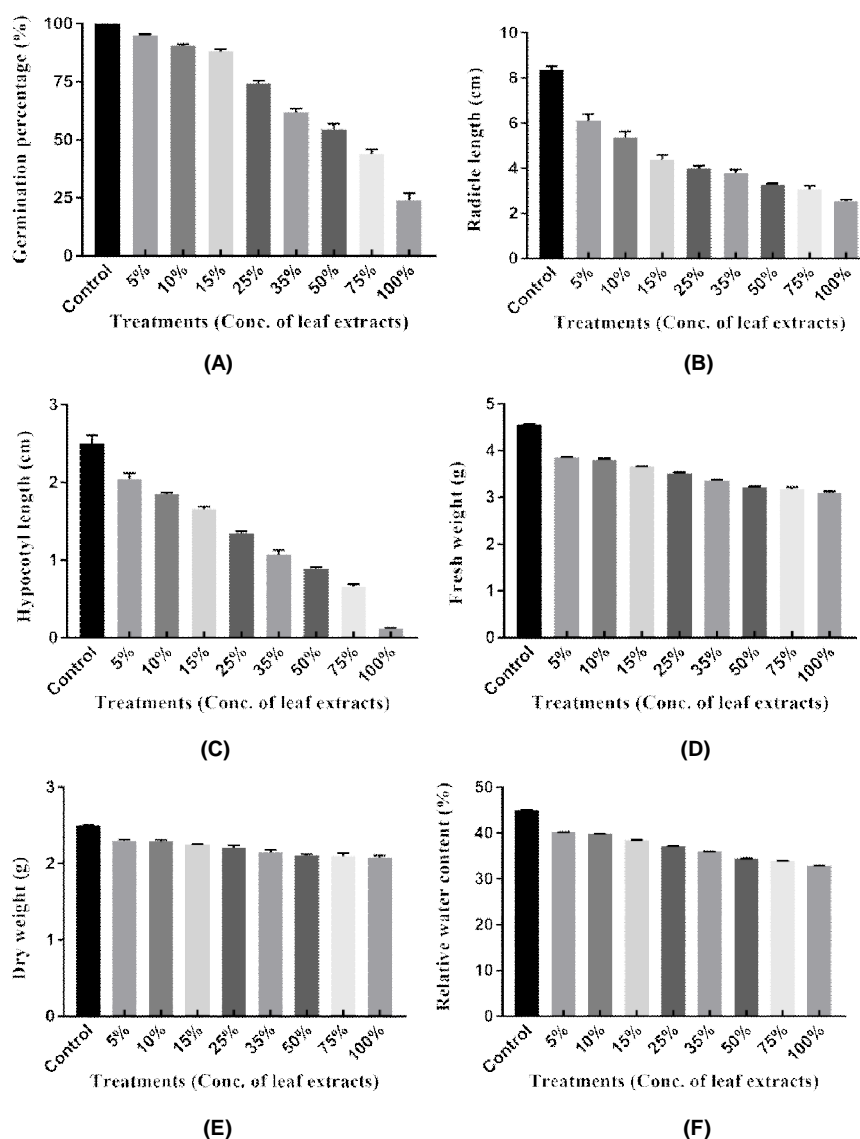 Germination percentage (%)
100
75
50
25
0
Control 5% 10% 15% 25% 35% 50% 75% 100%
Treatments (Conc. of leaf extracts)
(A)
Radicle length (cm)
10
8
6
4
2
0
Control 5% 10% 15% 25% 35% 50% 75% 100%
Treatments (Conc. of leaf extracts)
(B)
Hypocotyl length (cm)
3
2
1
0
Control 5% 10% 15% 25% 35% 50% 75% 100%
Treatments (Conc. of leaf extracts)
(C)
Fresh weight (g)
5
4
3
2
1
0
Control 5% 10% 15% 25% 35% 50% 75% 100%
Treatments (Conc. of leaf extracts)
(D)
Dry weight (g)
3
2
1
0
Control 5% 10% 15% 25% 35% 50% 75% 100%
Treatments (Conc. of leaf extracts)
(E)
Relative water content (%)
50
40
30
20
10
0
Control 5% 10% 15% 25% 35% 50% 75% 100%
Treatments (Conc. of leaf extracts)
(F)